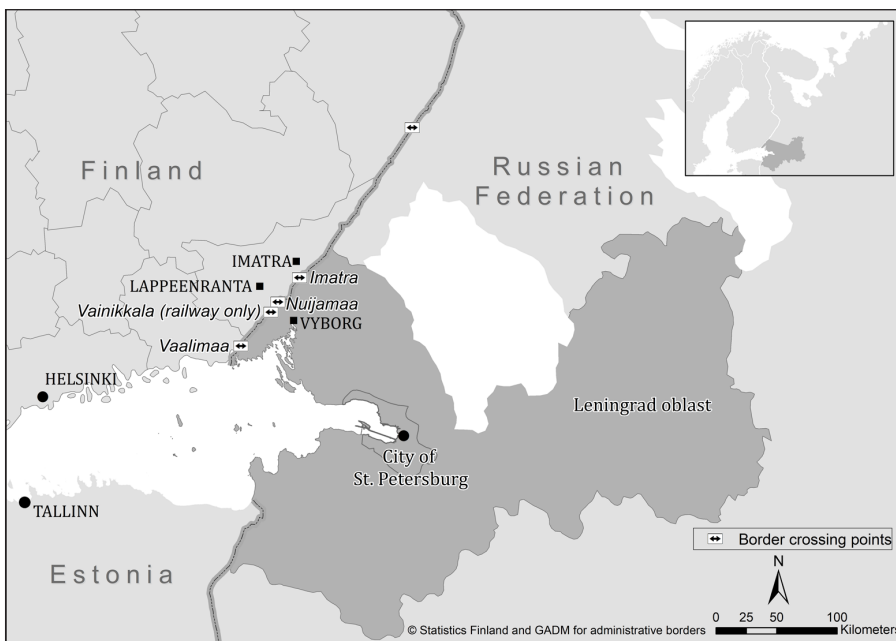 Finland
Russian
Federation
IMATRA
Imatra
LAPPEENRANTA
Nuijamaa
Vainikkala (railway only)
VYBORG
Vaalimaa
HELSINKI
Leningrad oblast
City of
St. Petersburg
TALLINN
Estonia
Border crossing points
N
0 25 50 100
Kilometers
© Statistics Finland and GADM for administrative borders